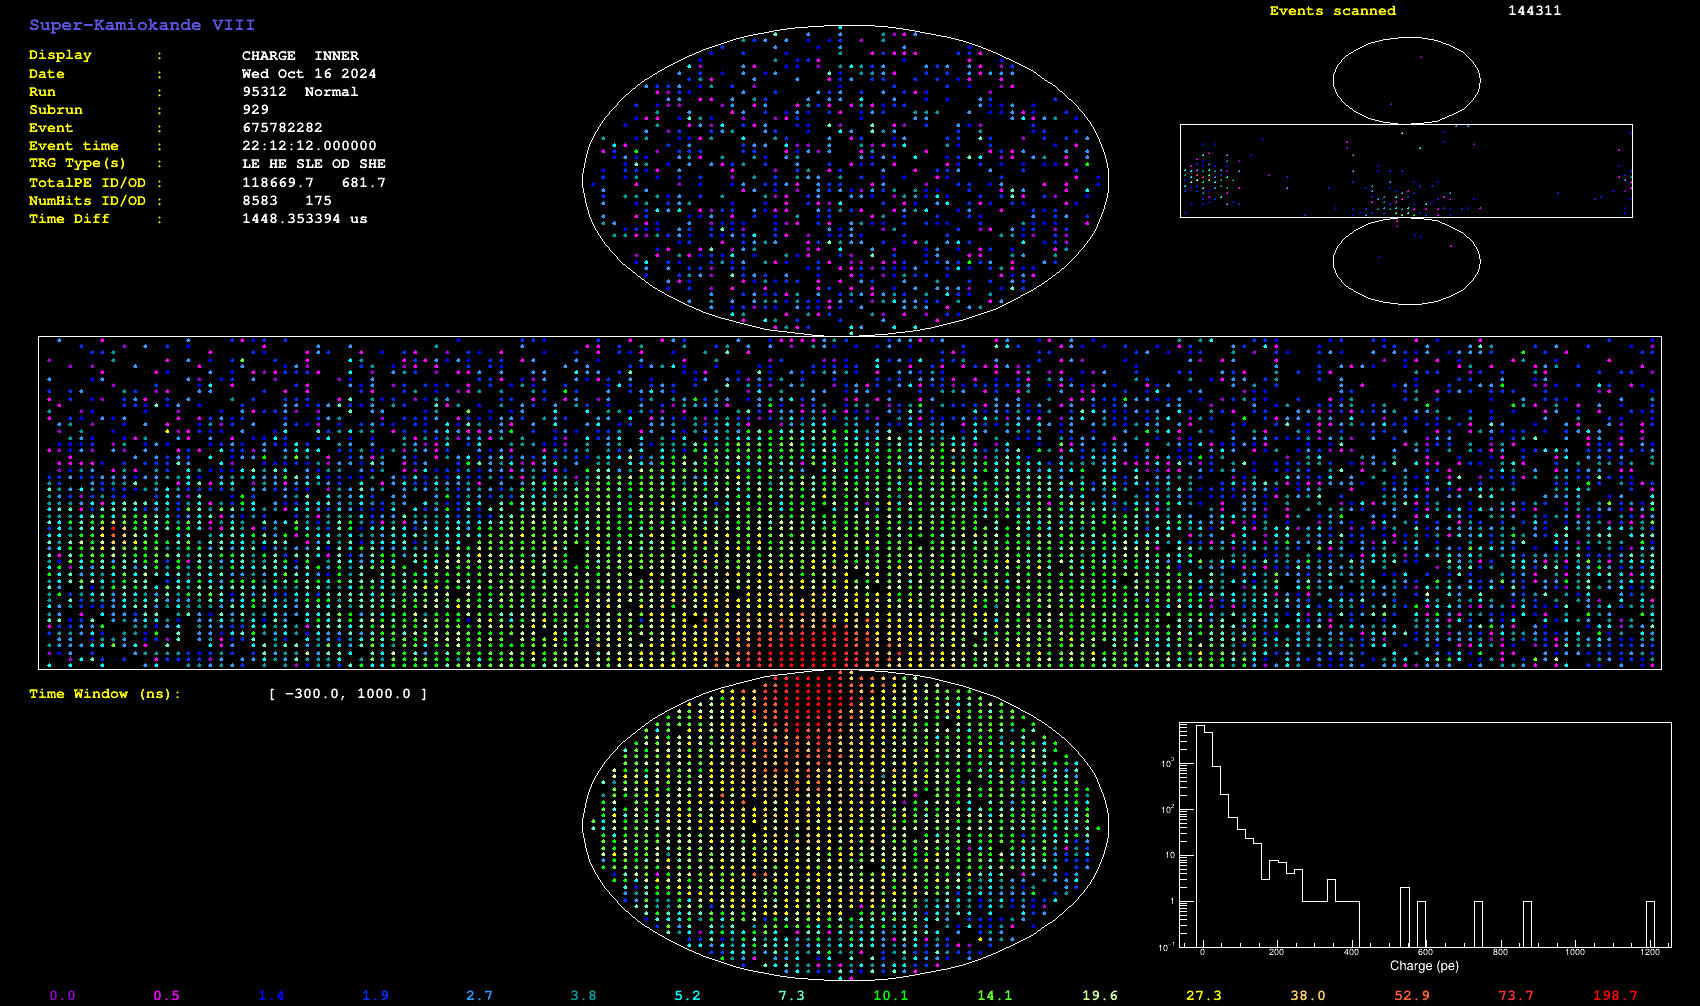 Super-Kamiokande VIII
Events scanned 144311
Display : CHARGE INNER
Date : Wed Oct 16 2024
Run : 95312 Normal
Subrun : 929
Event : 675782282
Event time : 22:12:12.000000
TRG Type(s) : LE HE SLE OD SHE
TotalPE ID/OD : 118669.7 681.7
NumHits ID/OD : 8583 175
Time Diff : 1448.353394 us
Time Window (ns): [ -300.0, 1000.0 ]
10³
10²
10
1
10⁻¹
0 200 400 600 800 1000 1200
Charge (pe)
0.0 0.5 1.4 1.9 2.7 3.8 5.2 7.3 10.1 14.1 19.6 27.3 38.0 52.9 73.7 198.7